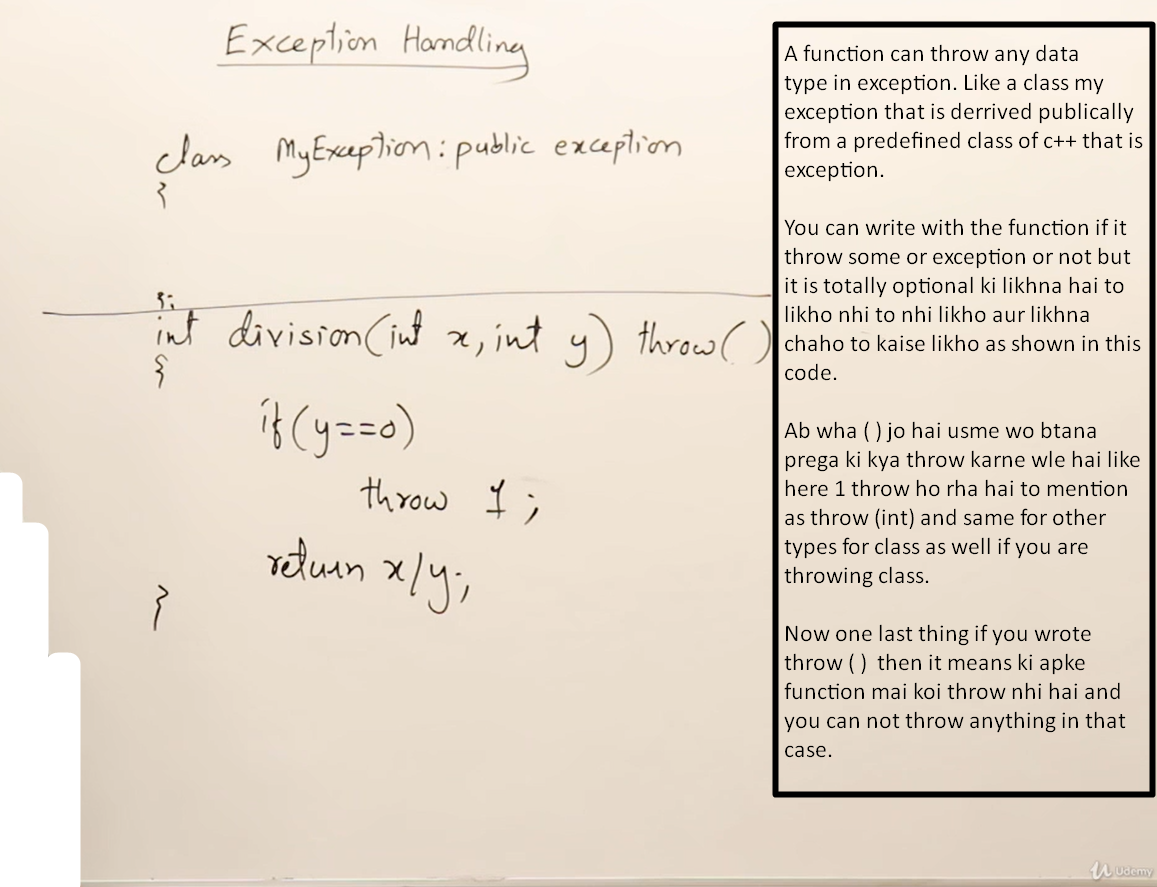 Exception Handling
class MyException: public exception
{
};
int division(int x, int y) throw()
{
if(y==0)
throw 1;
return x/y;
}
A function can throw any data
type in exception. Like a class my
exception that is derrived publically
from a predefined class of c++ that is
exception.
You can write with the function if it
throw some or exception or not but
it is totally optional ki likhna hai to
likho nhi to nhi likho aur likhna
chaho to kaise likho as shown in this
code.
Ab wha ( ) jo hai usme wo btana
prega ki kya throw karne wle hai like
here 1 throw ho rha hai to mention
as throw (int) and same for other
types for class as well if you are
throwing class.
Now one last thing if you wrote
throw ( )  then it means ki apke
function mai koi throw nhi hai and
you can not throw anything in that
case.
Udemy